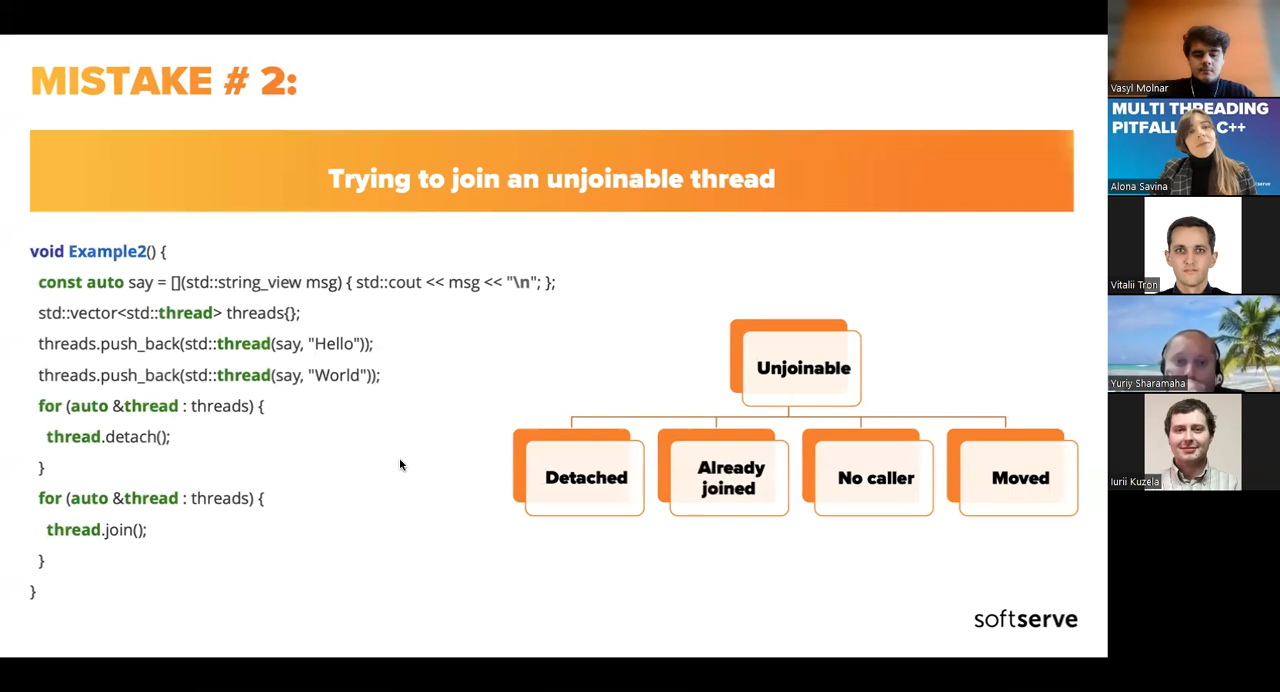 MISTAKE # 2:
Trying to join an unjoinable thread
void Example2() {
const auto say = [](std::string_view msg) { std::cout << msg << "\n"; };
std::vector<std::thread> threads{};
threads.push_back(std::thread(say, "Hello"));
threads.push_back(std::thread(say, "World"));
for (auto &thread : threads) {
thread.detach();
}
for (auto &thread : threads) {
thread.join();
}
}
Unjoinable
Detached
Already
joined
No caller
Moved
softserve
Vasyl Molnar
MULTI THREADING
C++
Alona Savina
Vitalii Tron
Yuriy Sharamaha
Iurii Kuzela